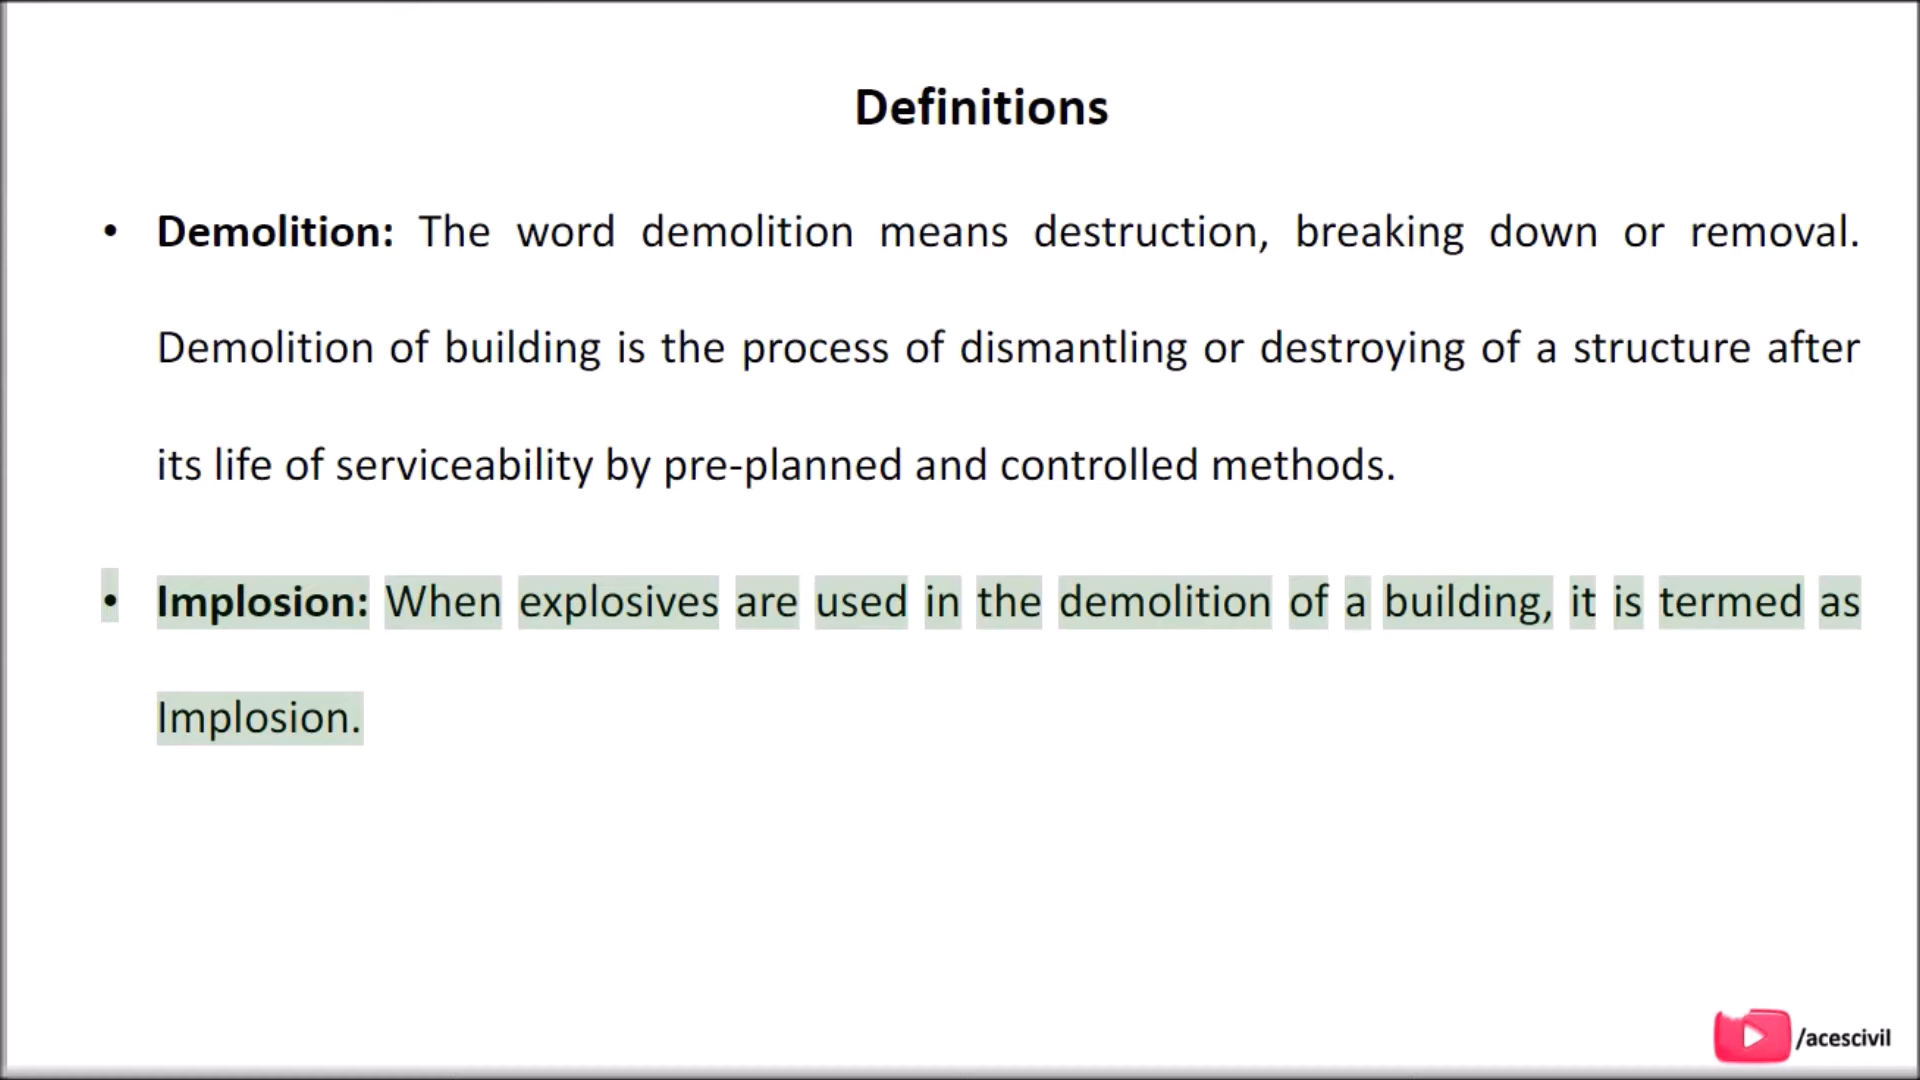 Definitions
• Demolition: The word demolition means destruction, breaking down or removal.
Demolition of building is the process of dismantling or destroying of a structure after
its life of serviceability by pre-planned and controlled methods.
• Implosion: When explosives are used in the demolition of a building, it is termed as
Implosion.
/acescivil